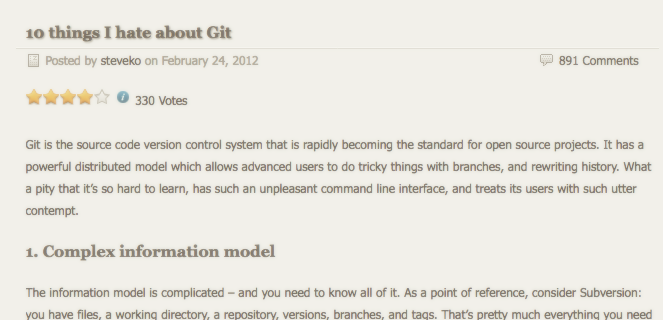 10 things I hate about Git
Posted by steveko on February 24, 2012
891 Comments
330 Votes
Git is the source code version control system that is rapidly becoming the standard for open source projects. It has a
powerful distributed model which allows advanced users to do tricky things with branches, and rewriting history. What
a pity that it's so hard to learn, has such an unpleasant command line interface, and treats its users with such utter
contempt.
1. Complex information model
The information model is complicated – and you need to know all of it. As a point of reference, consider Subversion:
you have files, a working directory, a repository, versions, branches, and tags. That's pretty much everything you need